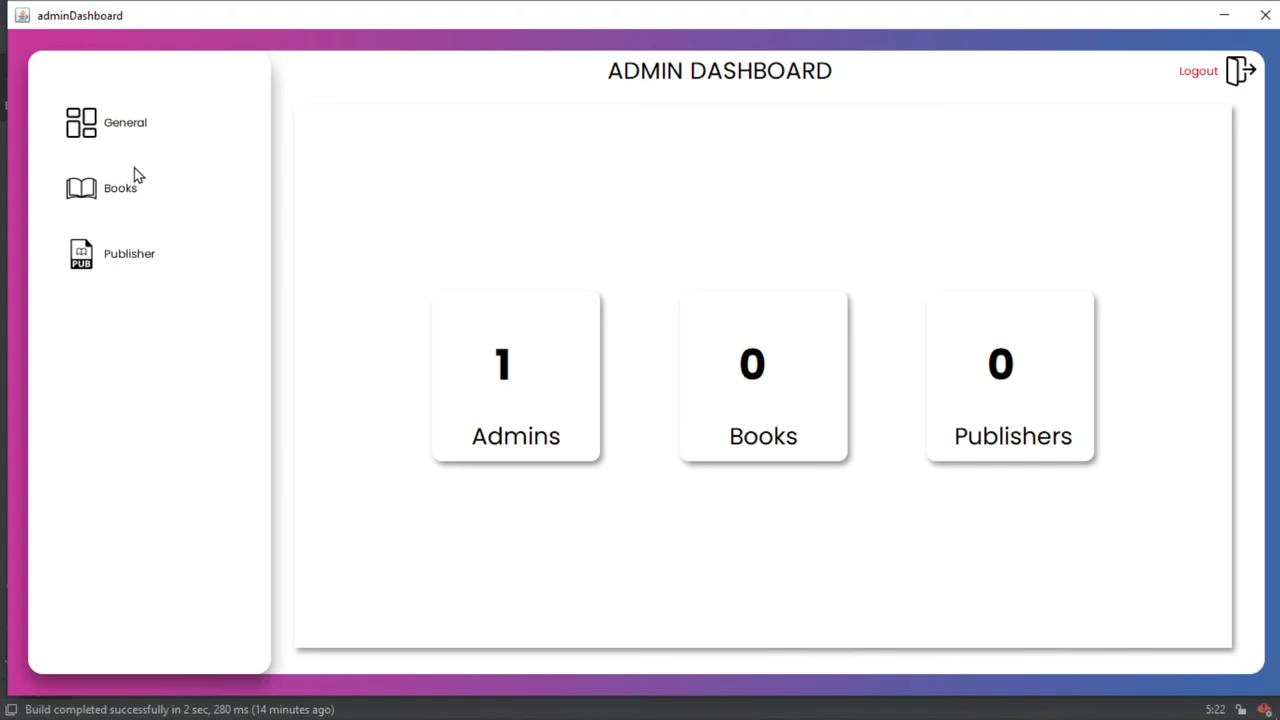 adminDashboard
ADMIN DASHBOARD
Logout
General
Books
PUB
Publisher
1
Admins
0
Books
0
Publishers
Build completed successfully in 2 sec, 280 ms (14 minutes ago)
5:22